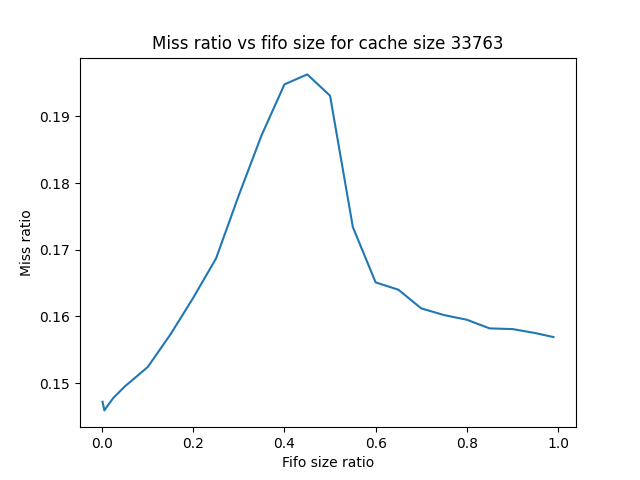 Miss ratio vs fifo size for cache size 33763
Miss ratio
0.19
0.18
0.17
0.16
0.15
0.0 0.2 0.4 0.6 0.8 1.0
Fifo size ratio